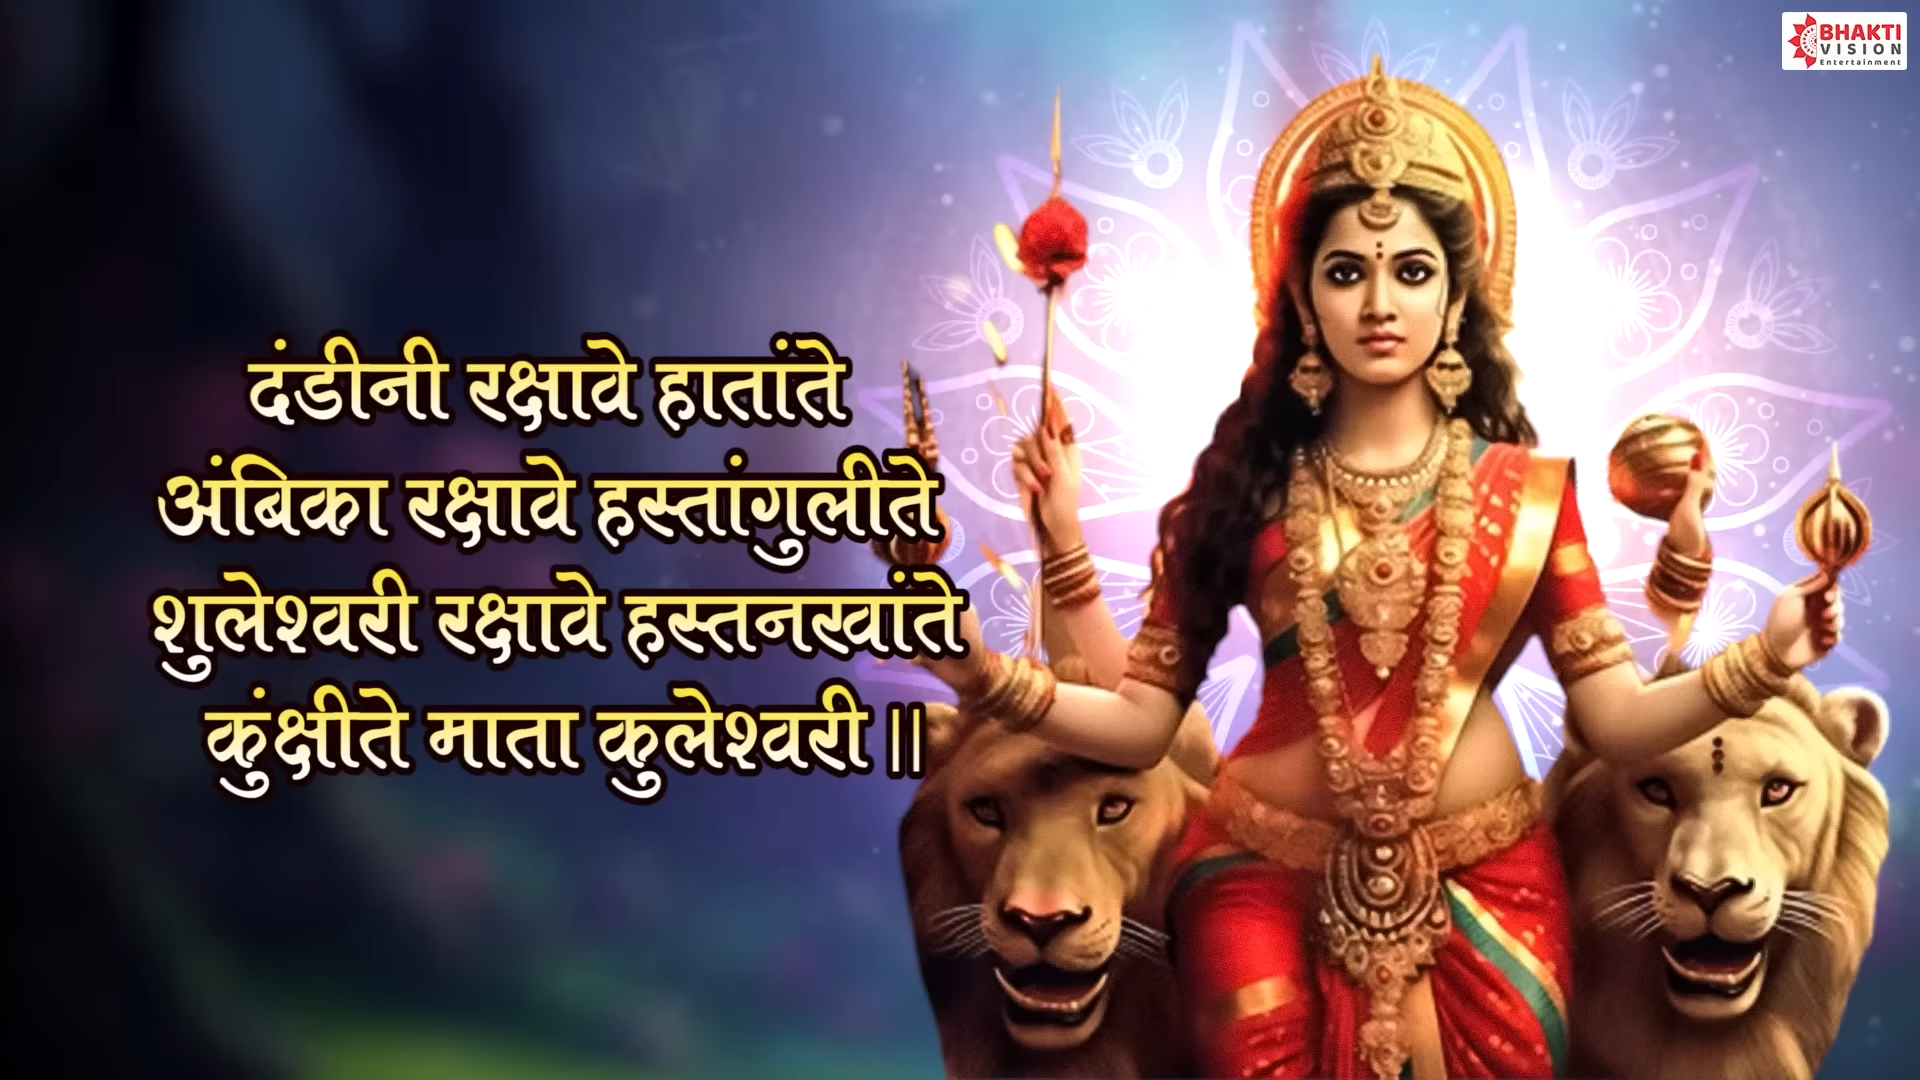 दंडीनी रक्षावे हातांते
अंबिका रक्षावे हस्तांगुलीते
शुलेश्वरी रक्षावे हस्तनखांते
कुंक्षीते माता कुलेश्वरी ||
BHAKTI
VISION
Entertainment